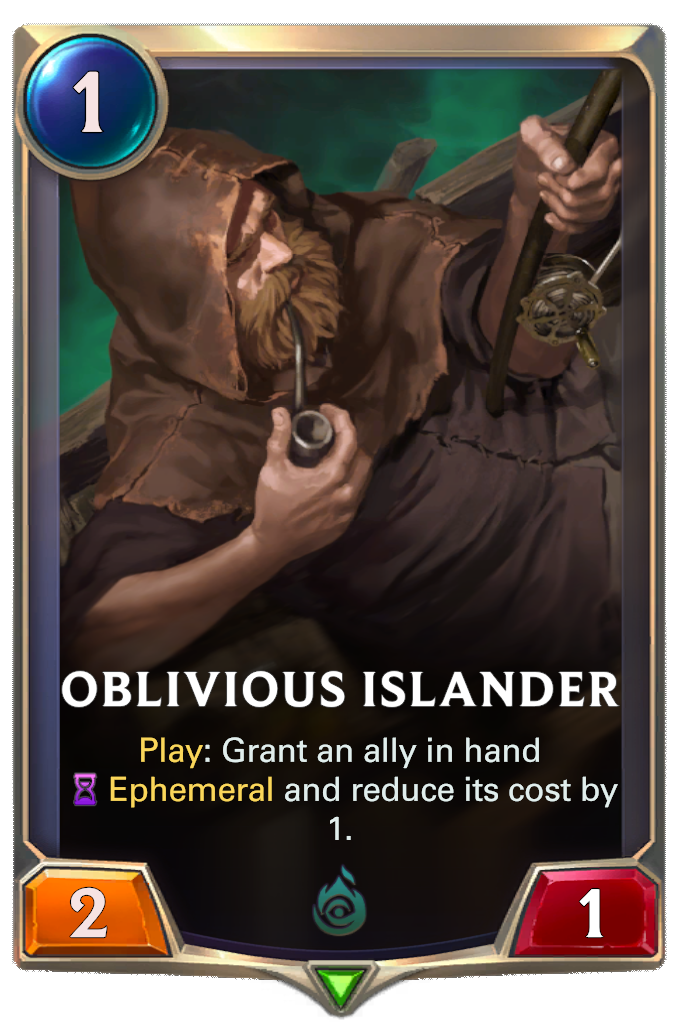 1
OBLIVIOUS ISLANDER
Play: Grant an ally in hand
Ephemeral and reduce its cost by
1.
2
1